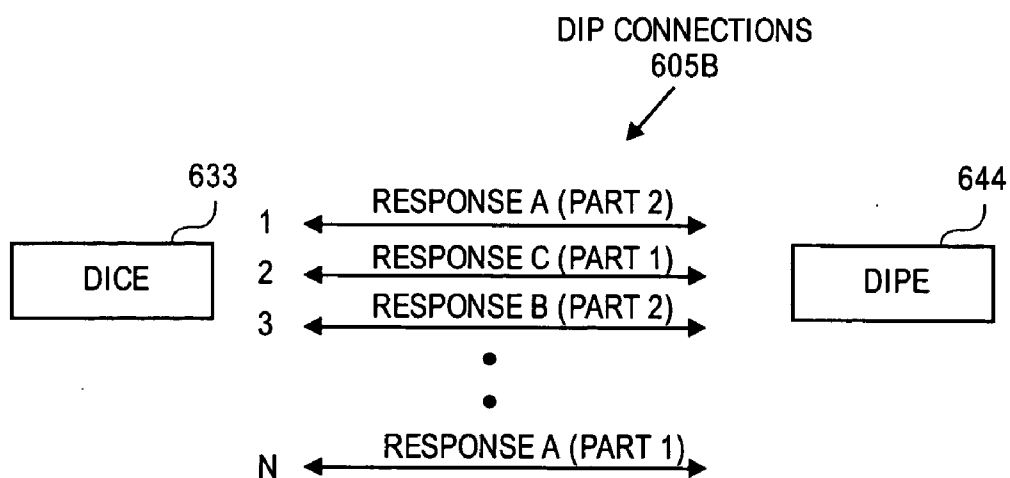 DIP CONNECTIONS
605B
633
644
1 RESPONSE A (PART 2)
DICE
2 RESPONSE C (PART 1)
DIPE
3 RESPONSE B (PART 2)
N RESPONSE A (PART 1)